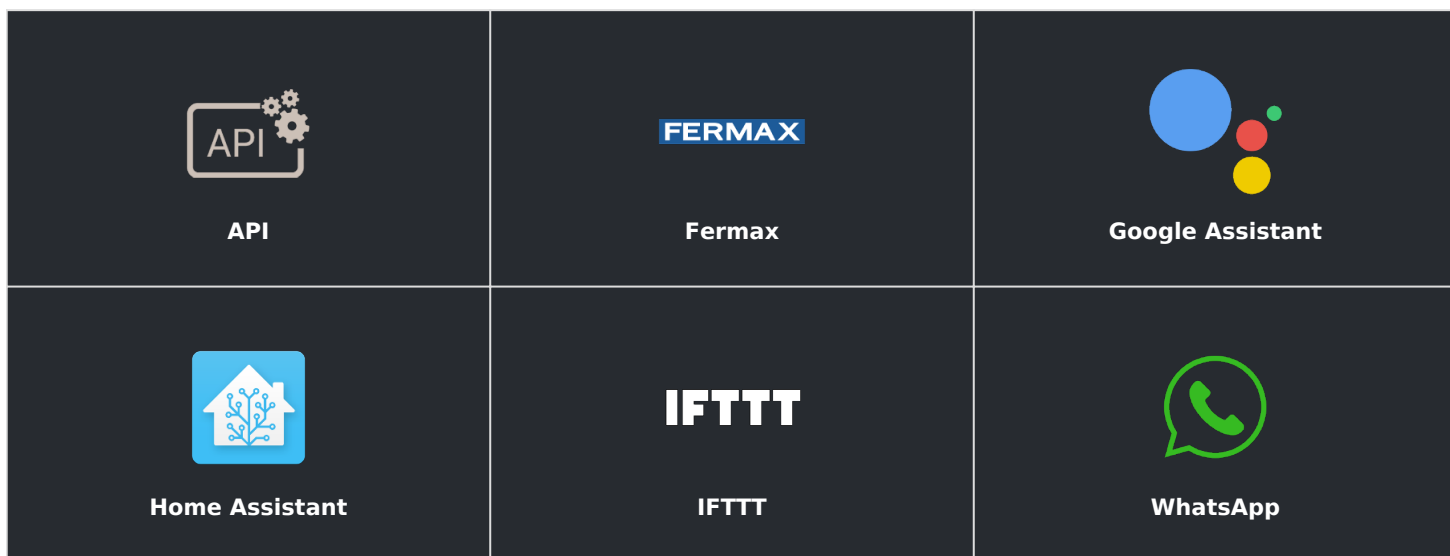 API
FERMAX
API
Fermax
Google Assistant
IFTTT
Home Assistant
IFTTT
WhatsApp